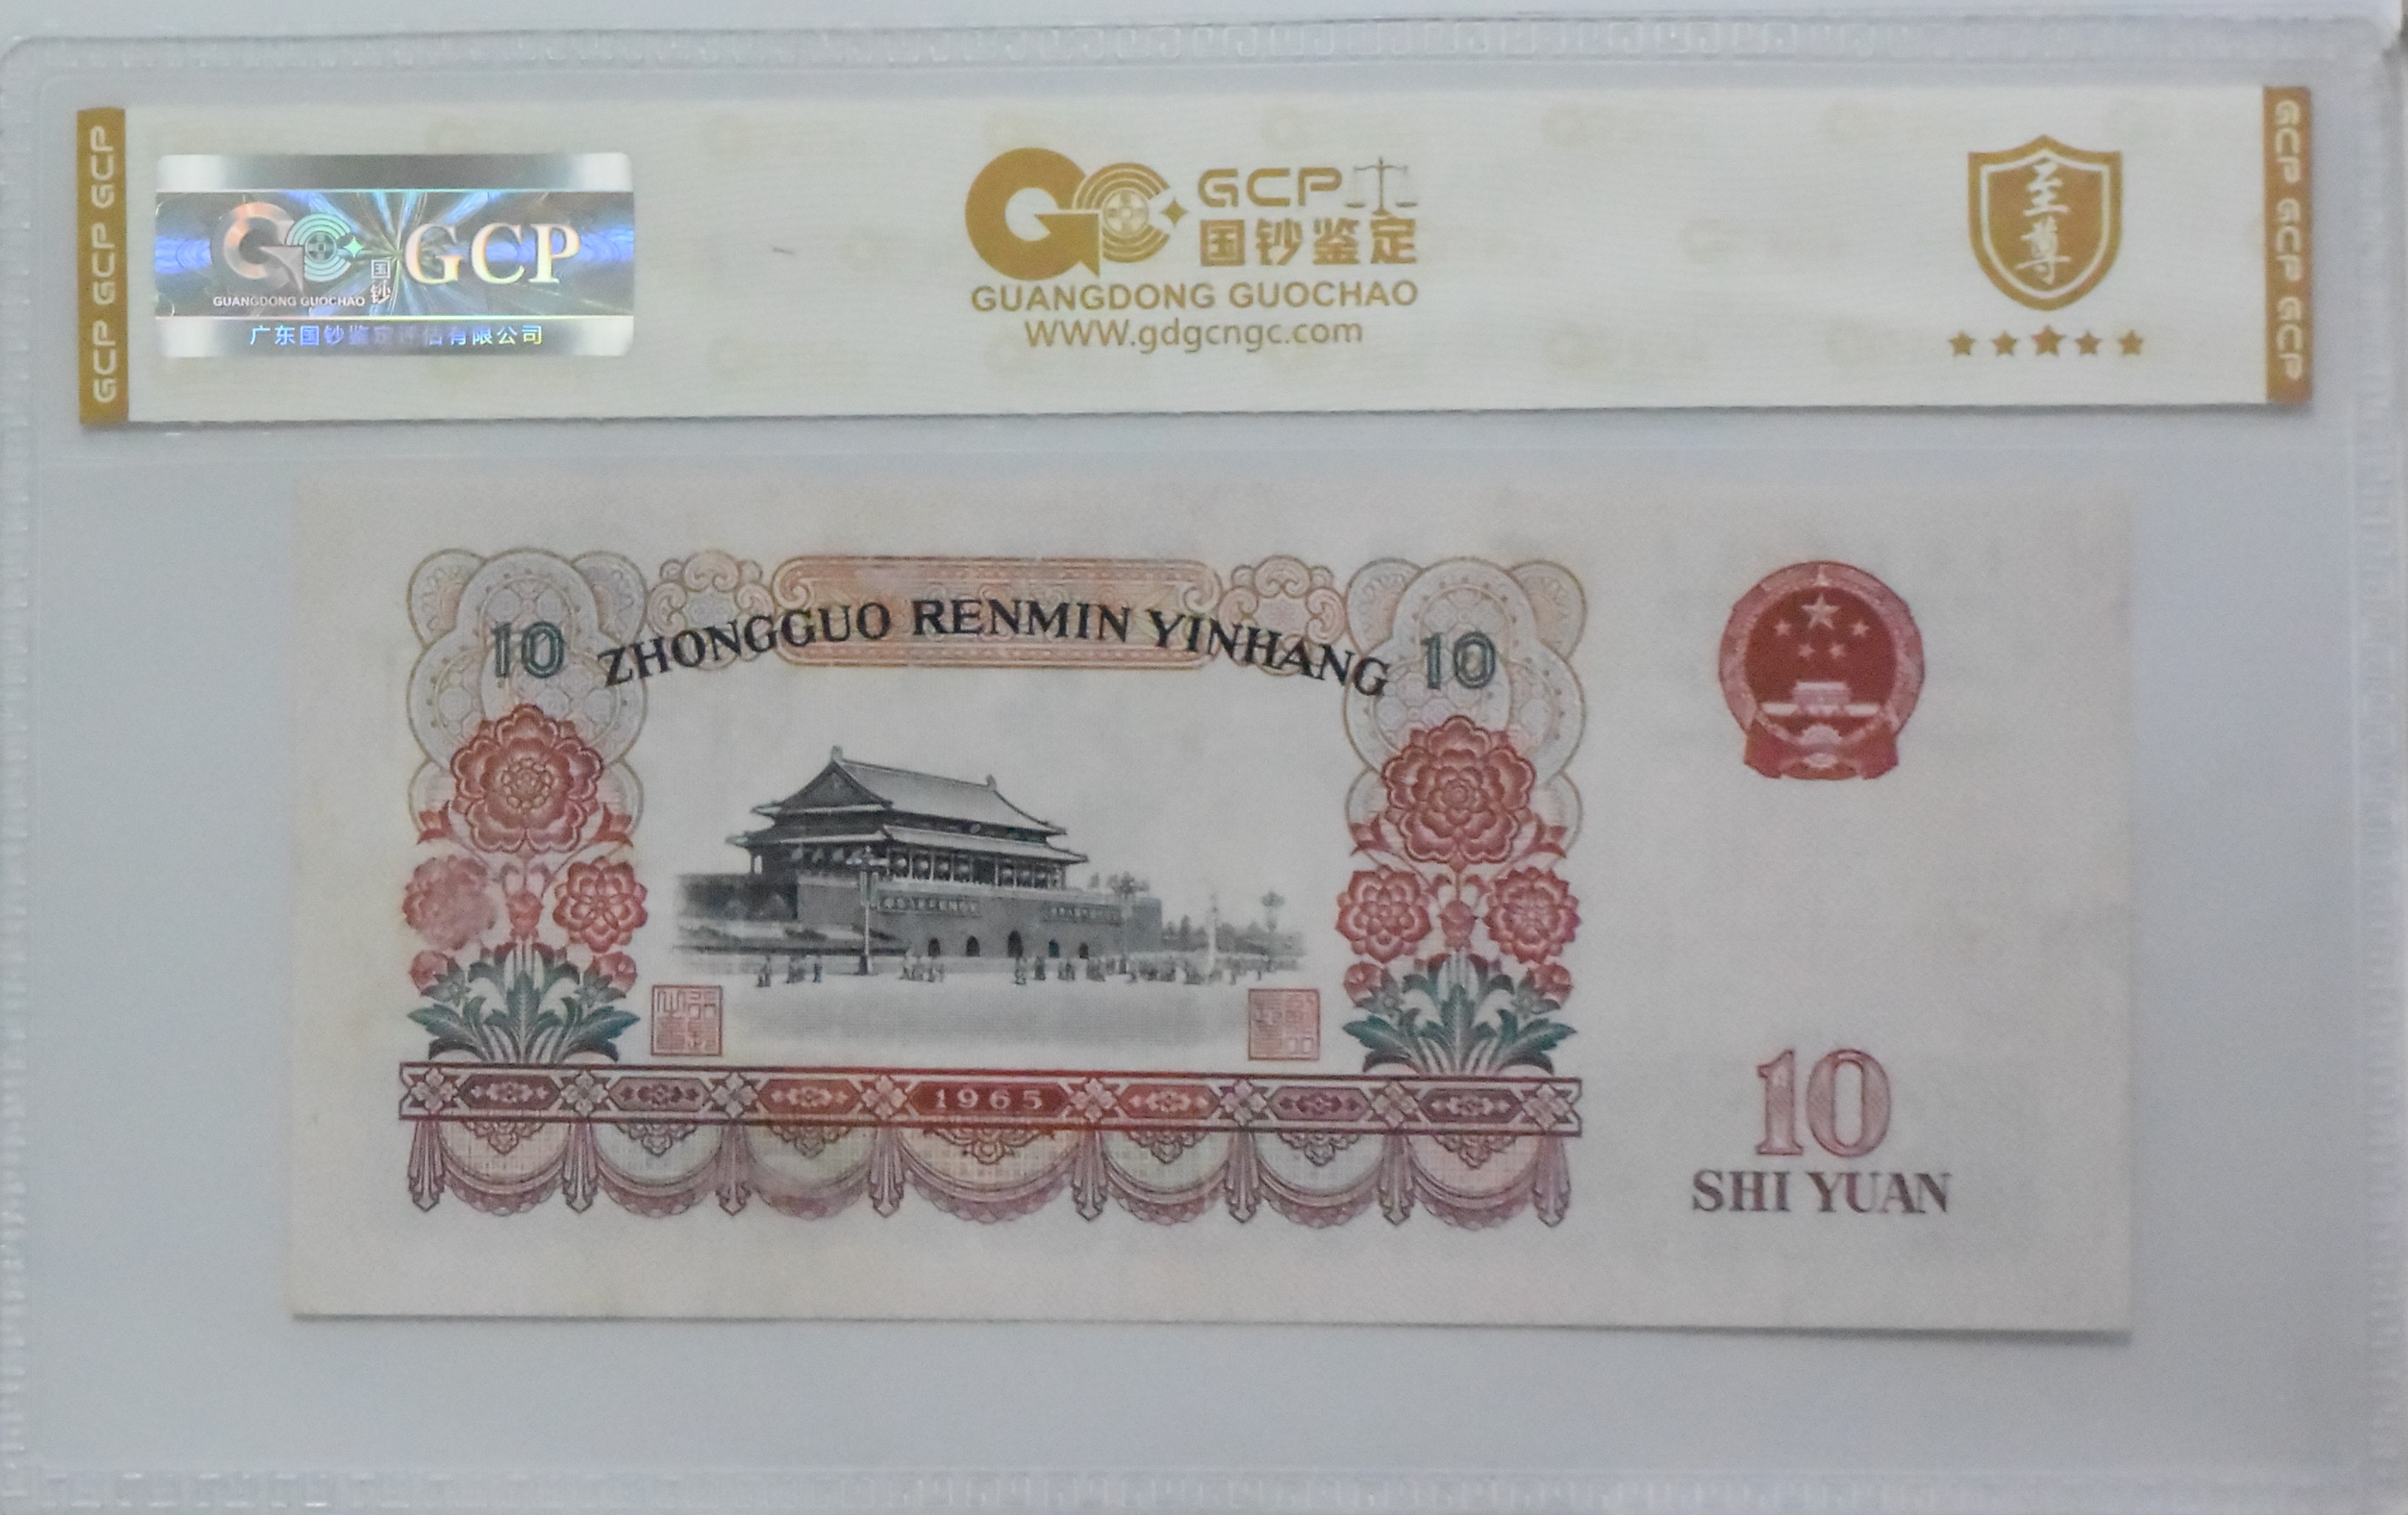 GCP GCP GCP
GCP
国钞
GUANGDONG GUOCHAO
广东国钞鉴定评估有限公司
GCP
国钞鉴定
GUANGDONG GUOCHAO
WWW.gdgcngc.com
至尊
GCP GCP GCP
10 ZHONGGUO RENMIN YINHANG 10
1965
10
SHI YUAN